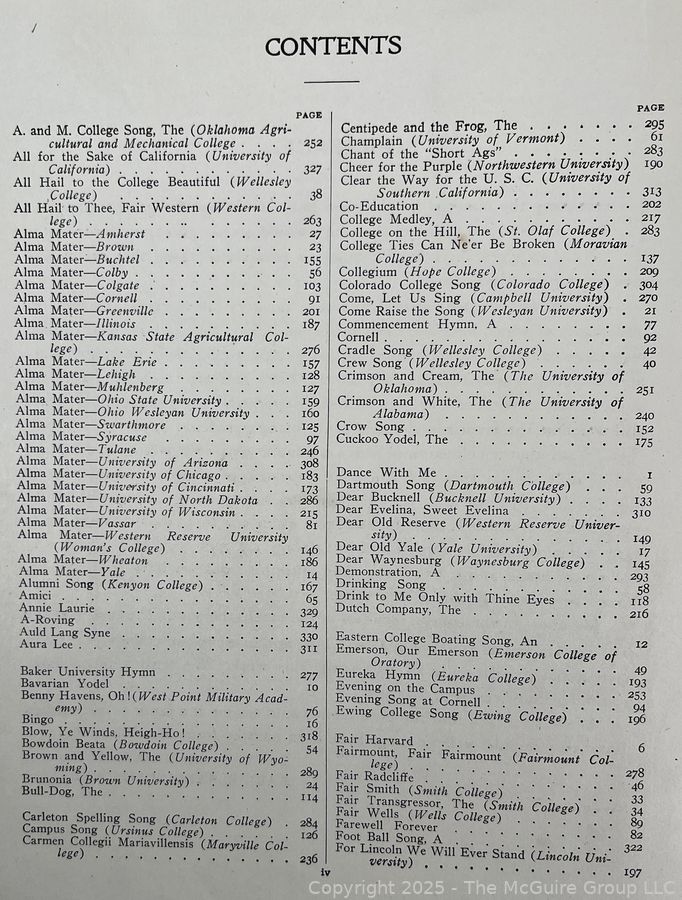 CONTENTS
PAGE
A. and M. College Song, The (Oklahoma Agri-
cultural and Mechanical College . . . . 252
All for the Sake of California (University of
California) . . . . . . . . . . 327
All Hail to the College Beautiful (Wellesley
College) . . . . . . . . . . 38
All Hail to Thee, Fair Western (Western Col-
lege) . . . . . . . . . . 263
Alma Mater—Amherst . . . . . . . 27
Alma Mater—Brown . . . . . . . 23
Alma Mater—Buchtel . . . . . . . 155
Alma Mater—Colby . . . . . . . 56
Alma Mater—Colgate . . . . . . . 103
Alma Mater—Cornell . . . . . . . 91
Alma Mater—Greenville . . . . . . 201
Alma Mater—Illinois . . . . . . . 187
Alma Mater—Kansas State Agricultural Col-
lege) . . . . . . . . . . 276
Alma Mater—Lake Erie . . . . . . 157
Alma Mater—Lehigh . . . . . . . 128
Alma Mater—Muhlenberg . . . . . . 127
Alma Mater—Ohio State University . . . . 159
Alma Mater—Ohio Wesleyan University . . . 160
Alma Mater—Swarthmore . . . . . . 125
Alma Mater—Syracuse . . . . . . . 97
Alma Mater—Tulane . . . . . . . 246
Alma Mater—University of Arizona . . . . 308
Alma Mater—University of Chicago . . . . 183
Alma Mater—University of Cincinnati . . . . 173
Alma Mater—University of North Dakota . . 286
Alma Mater—University of Wisconsin . . . . 215
Alma Mater—Vassar . . . . . . . 81
Alma Mater—Western Reserve University
(Woman's College) . . . . . . . 146
Alma Mater—Wheaton . . . . . . . 186
Alma Mater—Yale . . . . . . . . 14
Alumni Song (Kenyon College) . . . . . 167
Amici . . . . . . . . . . . 65
Annie Laurie . . . . . . . . . 329
A-Roving . . . . . . . . . . 124
Auld Lang Syne . . . . . . . . 330
Aura Lee . . . . . . . . . . 311
Baker University Hymn . . . . . . . 277
Bavarian Yodel . . . . . . . . . 10
Benny Havens, Oh! (West Point Military Acad-
emy) . . . . . . . . . . 76
Bingo . . . . . . . . . . . 16
Blow, Ye Winds, Heigh-Ho! . . . . . . 318
Bowdoin Beata (Bowdoin College) . . . . . 54
Brown and Yellow, The (University of Wyo-
ming) . . . . . . . . . . 289
Brunonia (Brown University) . . . . . . 24
Bull-Dog, The . . . . . . . . . 114
Carleton Spelling Song (Carleton College) . . 284
Campus Song (Ursinus College) . . . . . 126
Carmen Collegii Mariavillensis (Maryville Col-
lege) . . . . . . . . . . 236
PAGE
Centipede and the Frog, The . . . . . . . 295
Champlain (University of Vermont) . . . . 61
Chant of the "Short Ags" . . . . . . . 283
Cheer for the Purple (Northwestern University) 190
Clear the Way for the U. S. C. (University of
Southern California) . . . . . . . 313
Co-Education . . . . . . . . . 202
College Medley, A . . . . . . . . 217
College on the Hill, The (St. Olaf College) . 283
College Ties Can Ne'er Be Broken (Moravian
College) . . . . . . . . . . 137
Collegium (Hope College) . . . . . . . 209
Colorado College Song (Colorado College) . 304
Come, Let Us Sing (Campbell University) . 270
Come Raise the Song (Wesleyan University) . 21
Commencement Hymn, A . . . . . . . 77
Cornell . . . . . . . . . . . 92
Cradle Song (Wellesley College) . . . . . 42
Crew Song (Wellesley College) . . . . . 40
Crimson and Cream, The (The University of
Oklahoma) . . . . . . . . . 251
Crimson and White, The (The University of
Alabama) . . . . . . . . . 240
Crow Song . . . . . . . . . . 152
Cuckoo Yodel, The . . . . . . . . 175
Dance With Me . . . . . . . . . 1
Dartmouth Song (Dartmouth College) . . . 59
Dear Bucknell (Bucknell University) . . . . 133
Dear Evelina, Sweet Evelina . . . . . . 310
Dear Old Reserve (Western Reserve Univer-
sity) . . . . . . . . . . 149
Dear Old Yale (Yale University) . . . . . 17
Dear Waynesburg (Waynesburg College) . . 145
Demonstration, A . . . . . . . . 293
Drinking Song . . . . . . . . . 58
Drink to Me Only with Thine Eyes . . . . 118
Dutch Company, The . . . . . . . . 216
Eastern College Boating Song, An . . . . 12
Emerson, Our Emerson (Emerson College of
Oratory) . . . . . . . . . 49
Eureka Hymn (Eureka College) . . . . . 193
Evening on the Campus . . . . . . . 253
Evening Song at Cornell . . . . . . . 94
Ewing College Song (Ewing College) . . . 196
Fair Harvard . . . . . . . . . 6
Fairmount, Fair Fairmount (Fairmount Col-
lege) . . . . . . . . . . 278
Fair Radcliffe . . . . . . . . . 46
Fair Smith (Smith College) . . . . . . 33
Fair Transgressor, The (Smith College) . . . 34
Fair Wells (Wells College) . . . . . . 89
Farewell Forever . . . . . . . . 82
Foot Ball Song, A . . . . . . . . 322
For Lincoln We Will Ever Stand (Lincoln Uni-
versity) . . . . . . . . . . 197
iv
Copyright 2025 - The McGuire Group LLC